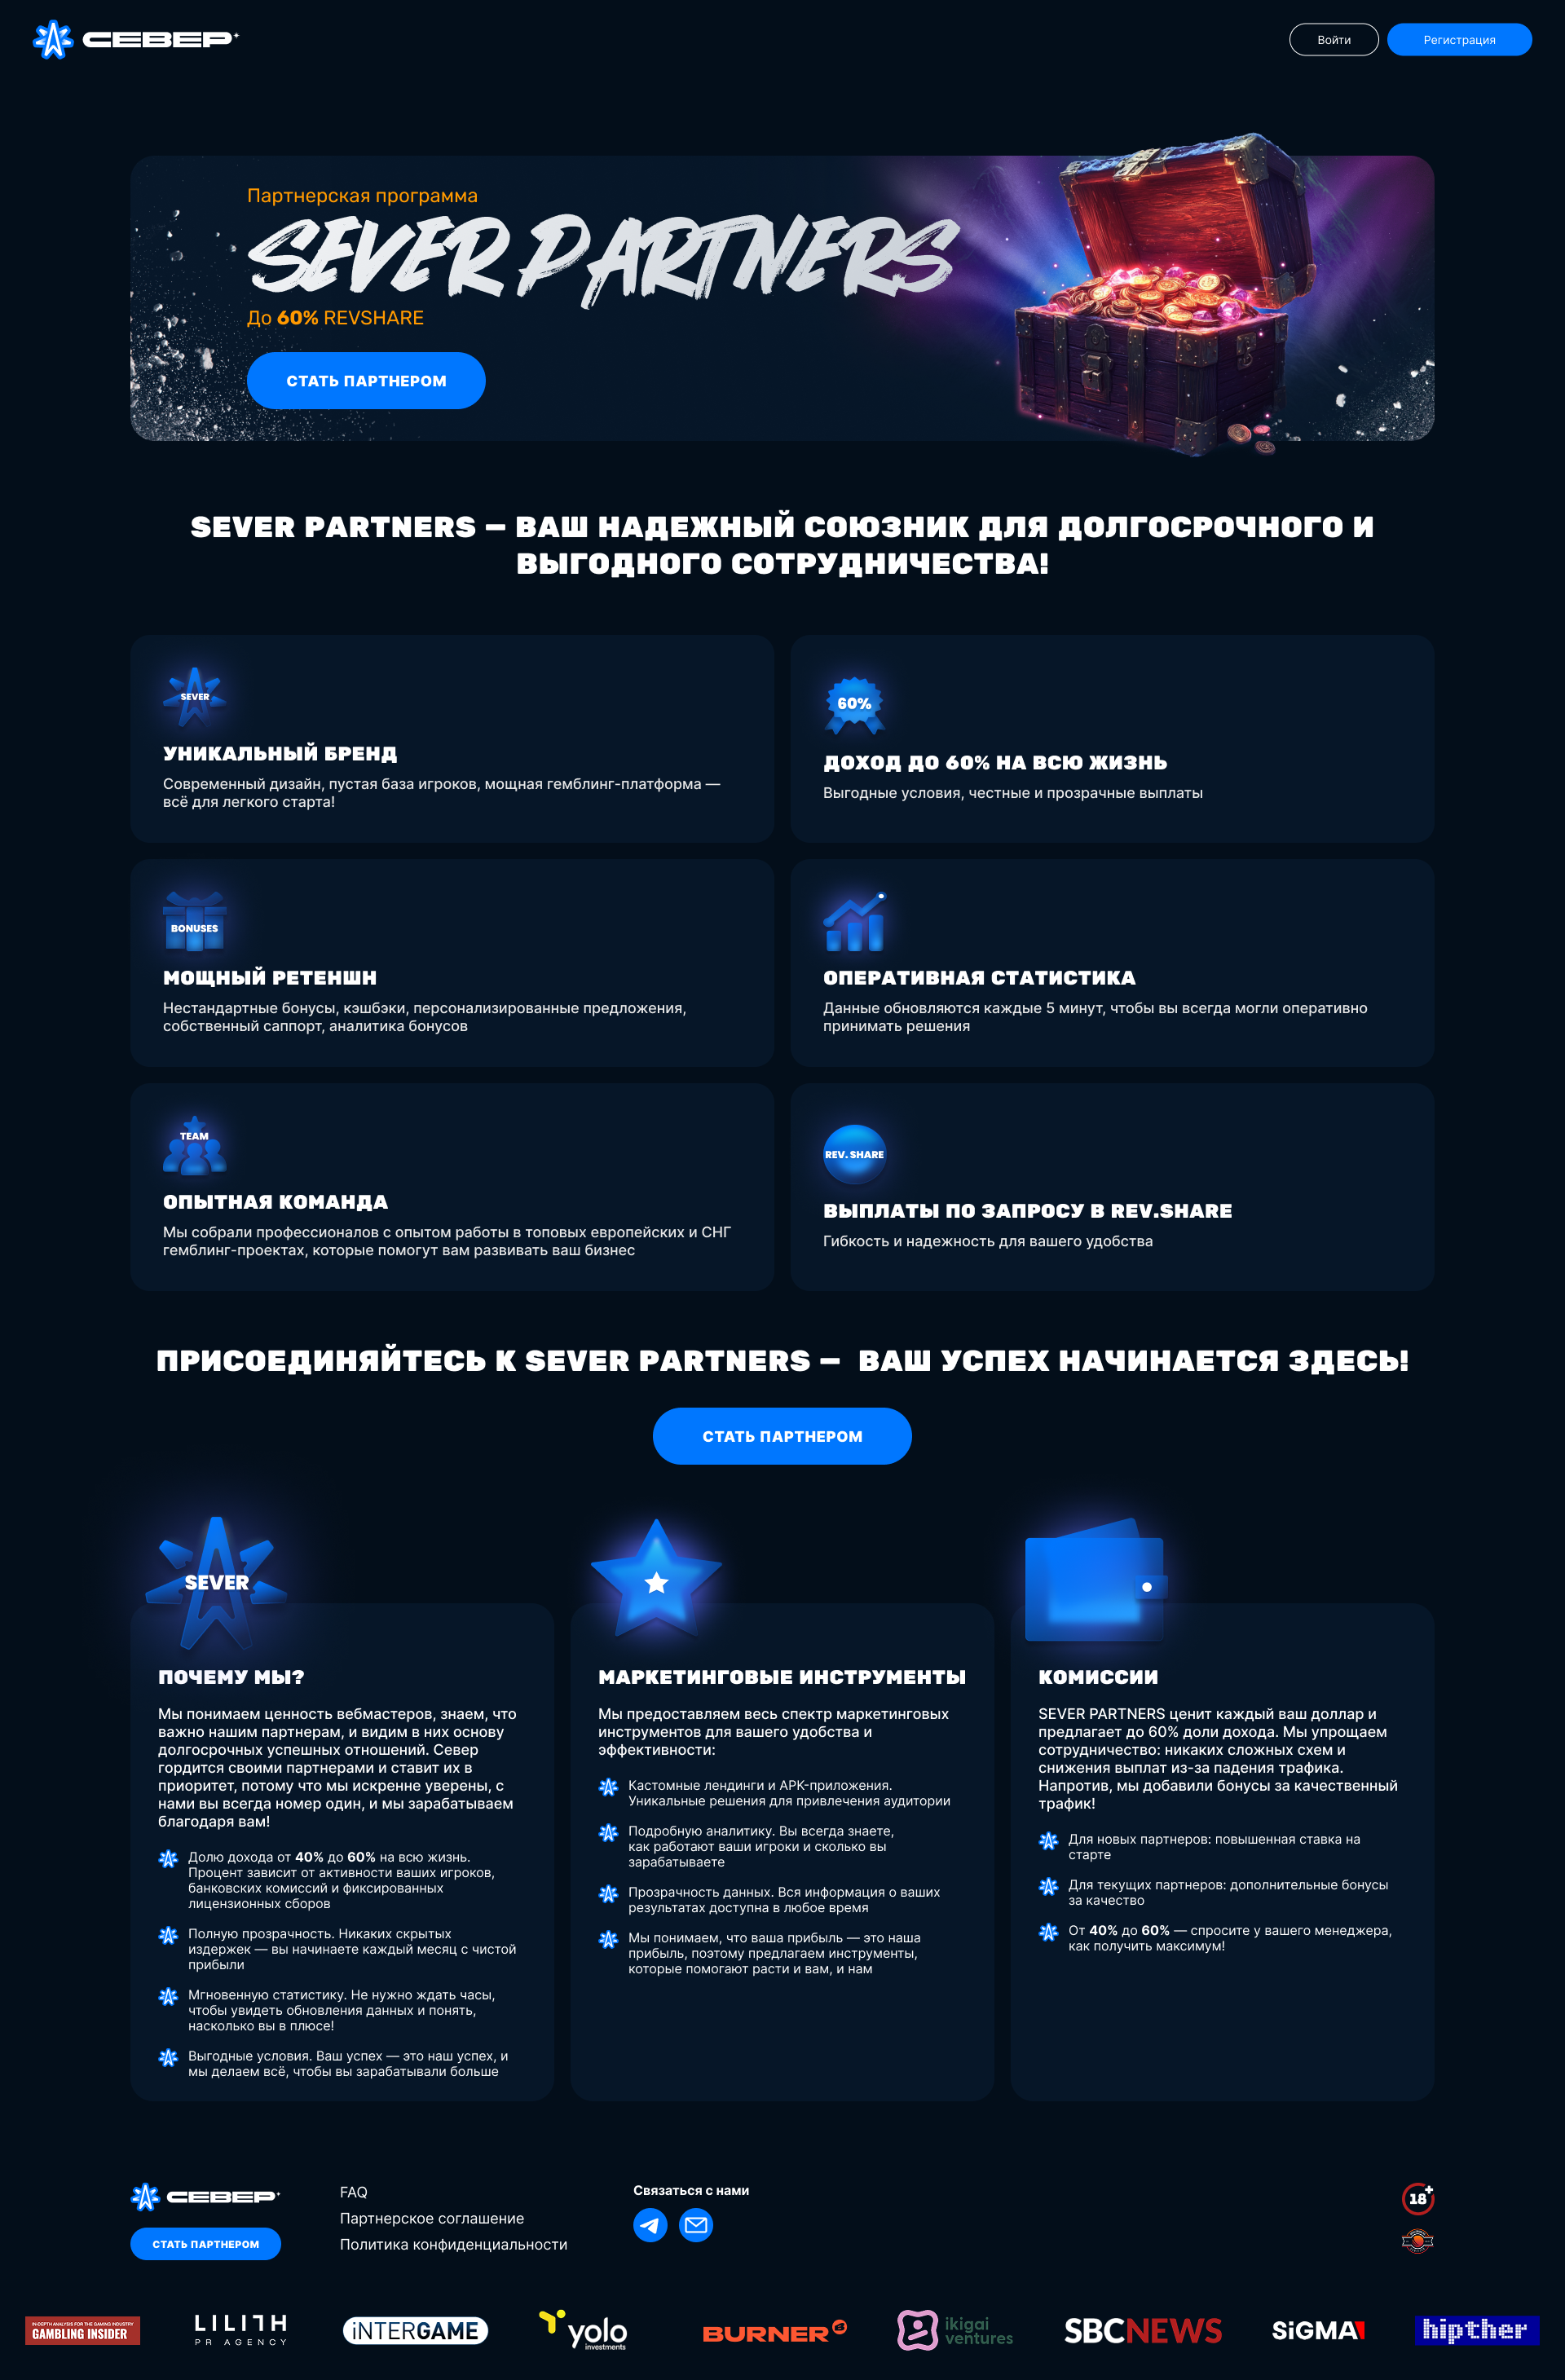 СЕВЕР
Войти
Регистрация
Партнерская программа
SEVER PARTNERS
До 60% REVSHARE
СТАТЬ ПАРТНЕРОМ
SEVER PARTNERS – ВАШ НАДЕЖНЫЙ СОЮЗНИК ДЛЯ ДОЛГОСРОЧНОГО И
ВЫГОДНОГО СОТРУДНИЧЕСТВА!
SEVER
УНИКАЛЬНЫЙ БРЕНД
Современный дизайн, пустая база игроков, мощная гемблинг-платформа —
всё для легкого старта!
60%
ДОХОД ДО 60% НА ВСЮ ЖИЗНЬ
Выгодные условия, честные и прозрачные выплаты
BONUSES
МОЩНЫЙ РЕТЕНШН
Нестандартные бонусы, кэшбэки, персонализированные предложения,
собственный саппорт, аналитика бонусов
ОПЕРАТИВНАЯ СТАТИСТИКА
Данные обновляются каждые 5 минут, чтобы вы всегда могли оперативно
принимать решения
TEAM
ОПЫТНАЯ КОМАНДА
Мы собрали профессионалов с опытом работы в топовых европейских и СНГ
гемблинг-проектах, которые помогут вам развивать ваш бизнес
REV. SHARE
ВЫПЛАТЫ ПО ЗАПРОСУ В REV.SHARE
Гибкость и надежность для вашего удобства
ПРИСОЕДИНЯЙТЕСЬ К SEVER PARTNERS – ВАШ УСПЕХ НАЧИНАЕТСЯ ЗДЕСЬ!
СТАТЬ ПАРТНЕРОМ
SEVER
ПОЧЕМУ МЫ?
Мы понимаем ценность вебмастеров, знаем, что
важно нашим партнерам, и видим в них основу
долгосрочных успешных отношений. Север
гордится своими партнерами и ставит их в
приоритет, потому что мы искренне уверены, с
нами вы всегда номер один, и мы зарабатываем
благодаря вам!
Долю дохода от 40% до 60% на всю жизнь.
Процент зависит от активности ваших игроков,
банковских комиссий и фиксированных
лицензионных сборов
Полную прозрачность. Никаких скрытых
издержек — вы начинаете каждый месяц с чистой
прибыли
Мгновенную статистику. Не нужно ждать часы,
чтобы увидеть обновления данных и понять,
насколько вы в плюсе!
Выгодные условия. Ваш успех — это наш успех, и
мы делаем всё, чтобы вы зарабатывали больше
МАРКЕТИНГОВЫЕ ИНСТРУМЕНТЫ
Мы предоставляем весь спектр маркетинговых
инструментов для вашего удобства и
эффективности:
Кастомные лендинги и APK-приложения.
Уникальные решения для привлечения аудитории
Подробную аналитику. Вы всегда знаете,
как работают ваши игроки и сколько вы
зарабатываете
Прозрачность данных. Вся информация о ваших
результатах доступна в любое время
Мы понимаем, что ваша прибыль — это наша
прибыль, поэтому предлагаем инструменты,
которые помогают расти и вам, и нам
КОМИССИИ
SEVER PARTNERS ценит каждый ваш доллар и
предлагает до 60% доли дохода. Мы упрощаем
сотрудничество: никаких сложных схем и
снижения выплат из-за падения трафика.
Напротив, мы добавили бонусы за качественный
трафик!
Для новых партнеров: повышенная ставка на
старте
Для текущих партнеров: дополнительные бонусы
за качество
От 40% до 60% — спросите у вашего менеджера,
как получить максимум!
СЕВЕР
СТАТЬ ПАРТНЕРОМ
FAQ
Партнерское соглашение
Политика конфиденциальности
Связаться с нами
18+
IN-DEPTH ANALYSIS FOR THE GAMING INDUSTRY
GAMBLING INSIDER
LILITH
PR AGENCY
iNTERGAME
yolo
investments
BURNER
ikigai
ventures
SBCNEWS
SiGMA
hipther